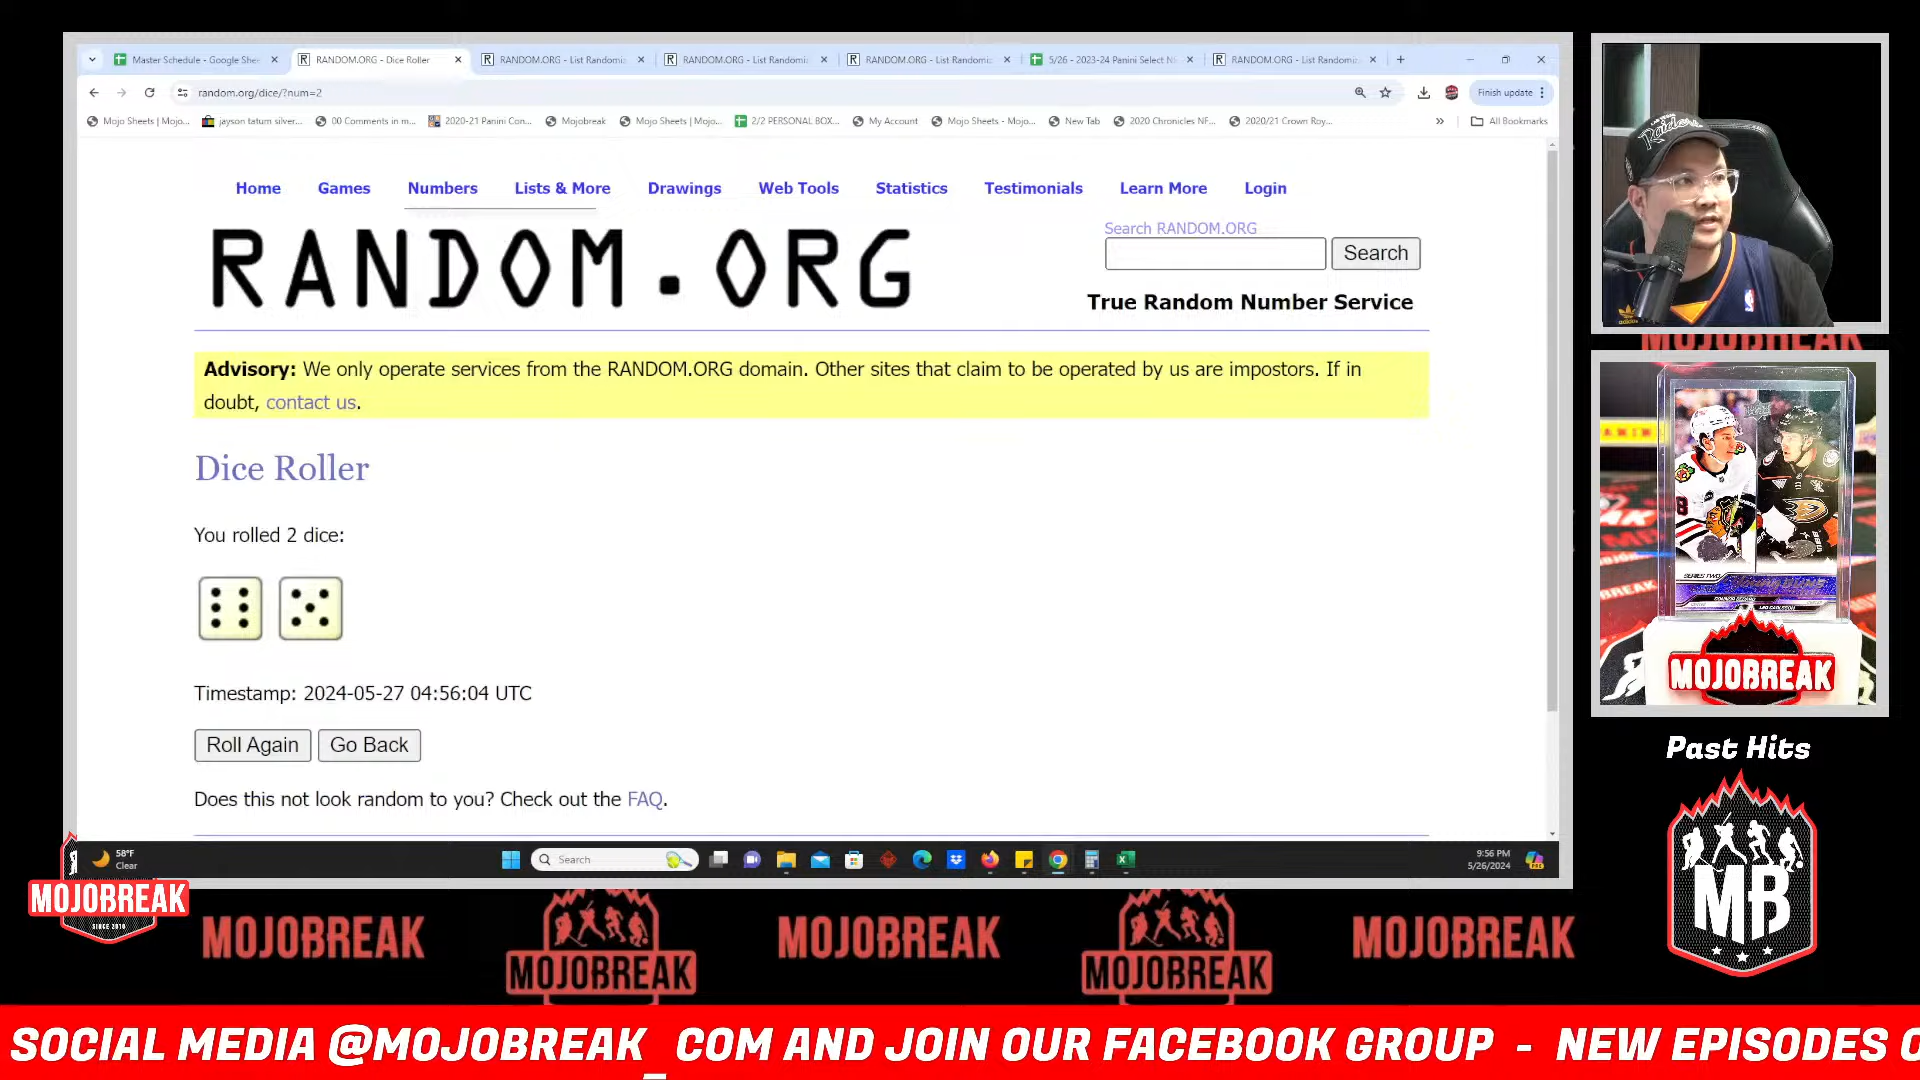 Master Schedule - Google She
RANDOM.ORG - Dice Roller
RANDOM.ORG - List Randomiz
RANDOM.ORG - List Randomiz
RANDOM.ORG - List Randomiz
5/26 - 2023-24 Panini Select N
RANDOM.ORG - List Randomiz
random.org/dice/?num=2
Finish update
Mojo Sheets | Mojo...
jayson tatum silver...
00 Comments in m...
2020-21 Panini Con...
Mojobreak
Mojo Sheets | Mojo...
2/2 PERSONAL BOX...
My Account
Mojo Sheets - Mojo...
New Tab
2020 Chronicles NF...
2020/21 Crown Roy...
All Bookmarks
Home Games Numbers Lists & More Drawings Web Tools Statistics Testimonials Learn More Login
RANDOM.ORG
Search RANDOM.ORG
Search
True Random Number Service
Advisory: We only operate services from the RANDOM.ORG domain. Other sites that claim to be operated by us are impostors. If in
doubt, contact us.
Dice Roller
You rolled 2 dice:
Timestamp: 2024-05-27 04:56:04 UTC
Roll Again Go Back
Does this not look random to you? Check out the FAQ.
58°F
Clear
Search
9:56 PM
5/26/2024
Raiders
adidas
PANINI
SERIES TWO
MOJOBREAK
Past Hits
MB
MOJOBREAK
SINCE 2010
MOJOBREAK
MOJOBREAK
MOJOBREAK
MOJOBREAK
MOJOBREAK
SOCIAL MEDIA @MOJOBREAK_COM AND JOIN OUR FACEBOOK GROUP - NEW EPISODES O